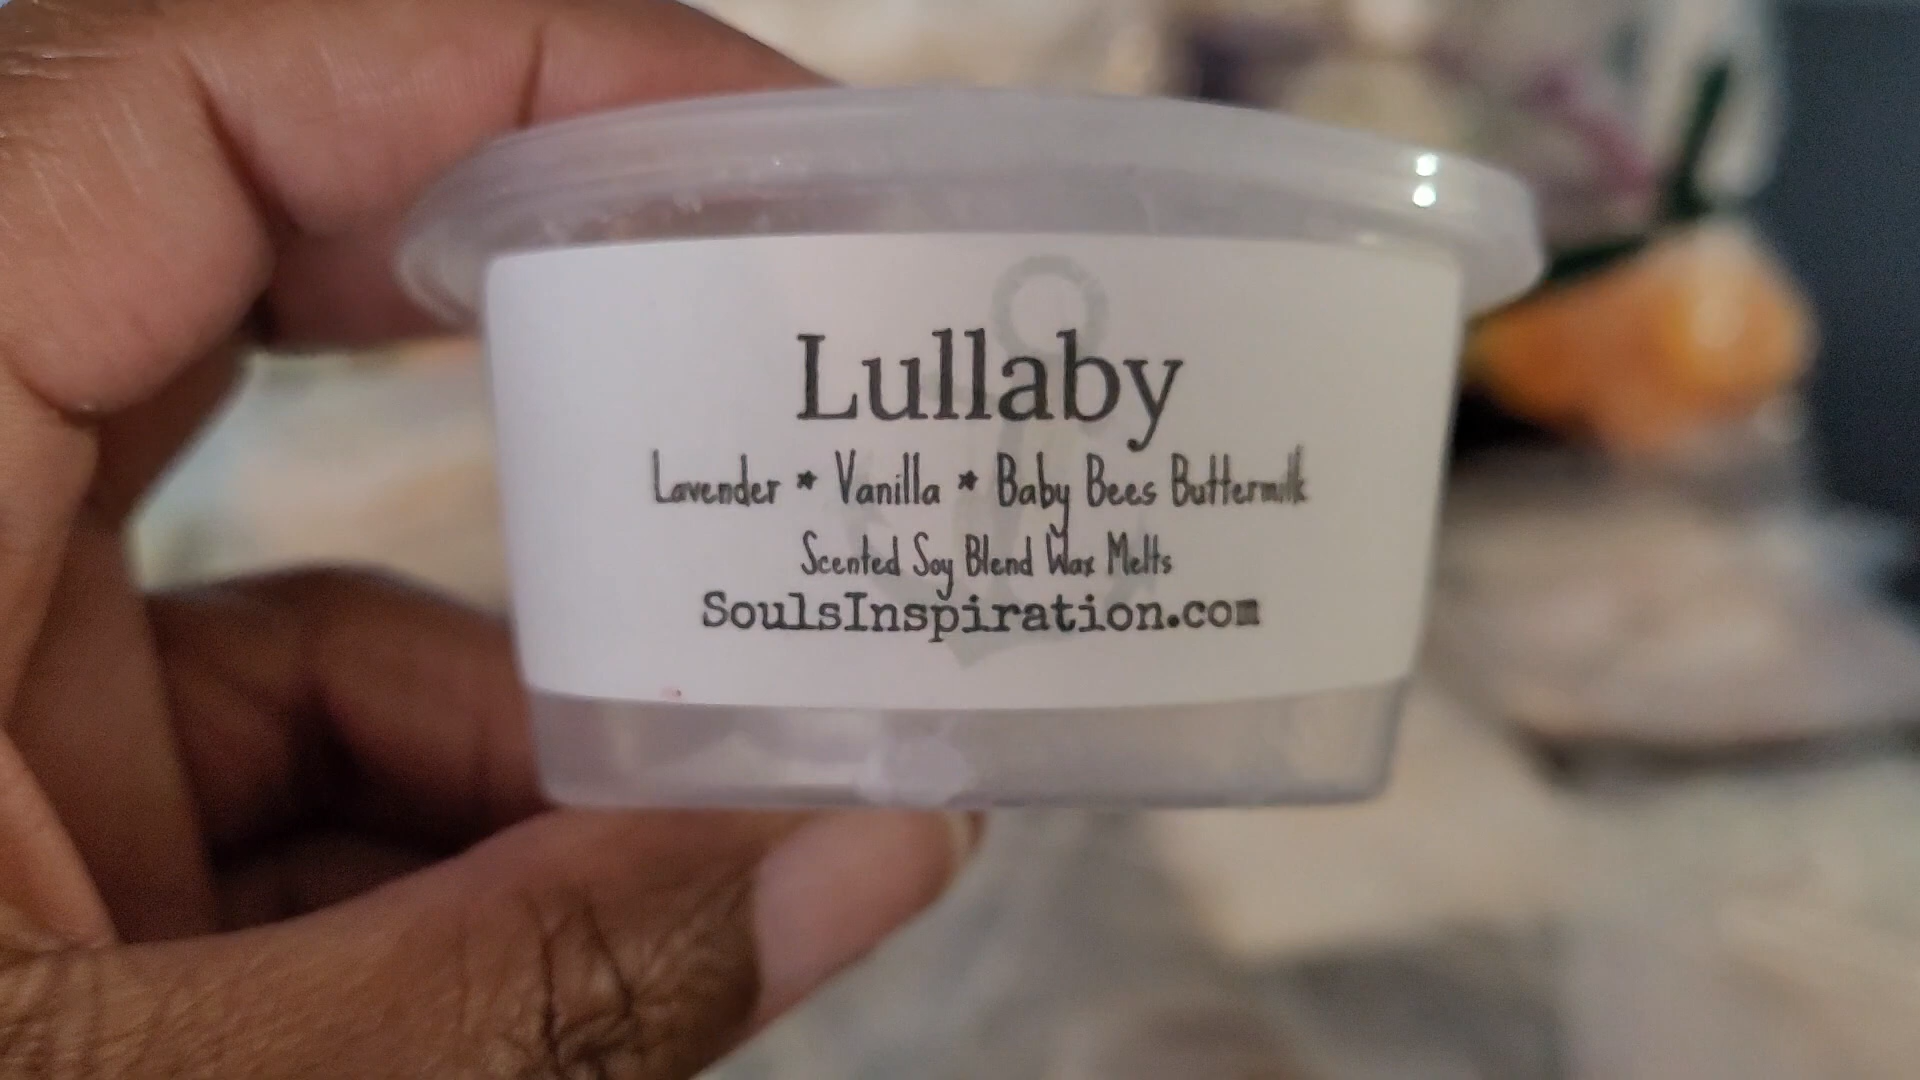 Lullaby
Lavender * Vanilla * Baby Bees Buttermilk
Scented Soy Blend Wax Melts
SoulsInspiration.com